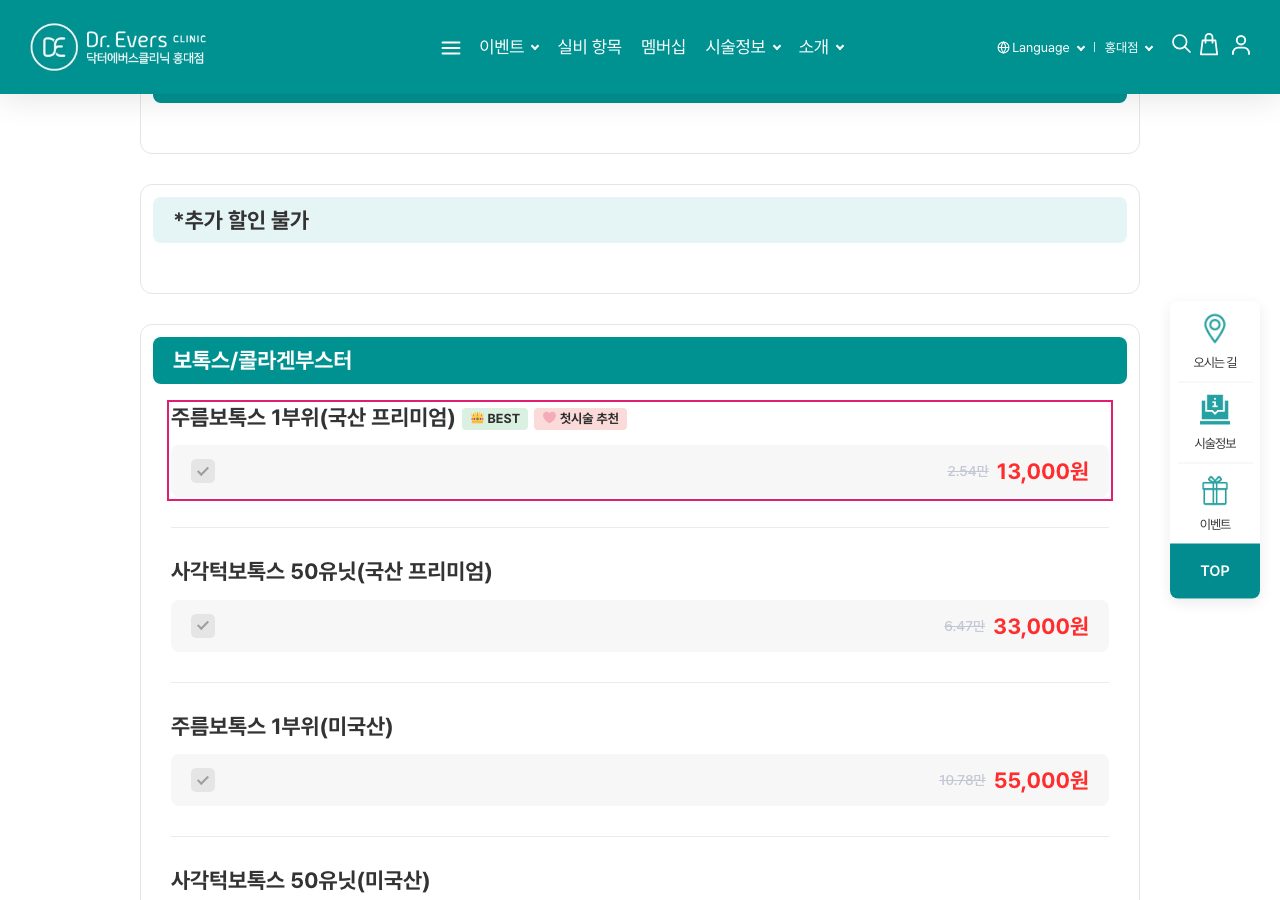 Dr. Evers CLINIC
닥터에버스클리닉 홍대점
이벤트
실비 항목
멤버십
시술정보
소개
Language
홍대점
*추가 할인 불가
보톡스/콜라겐부스터
주름보톡스 1부위(국산 프리미엄) BEST 첫시술 추천
2.54만 13,000원
사각턱보톡스 50유닛(국산 프리미엄)
6.47만 33,000원
주름보톡스 1부위(미국산)
10.78만 55,000원
사각턱보톡스 50유닛(미국산)
오시는 길
시술정보
이벤트
TOP